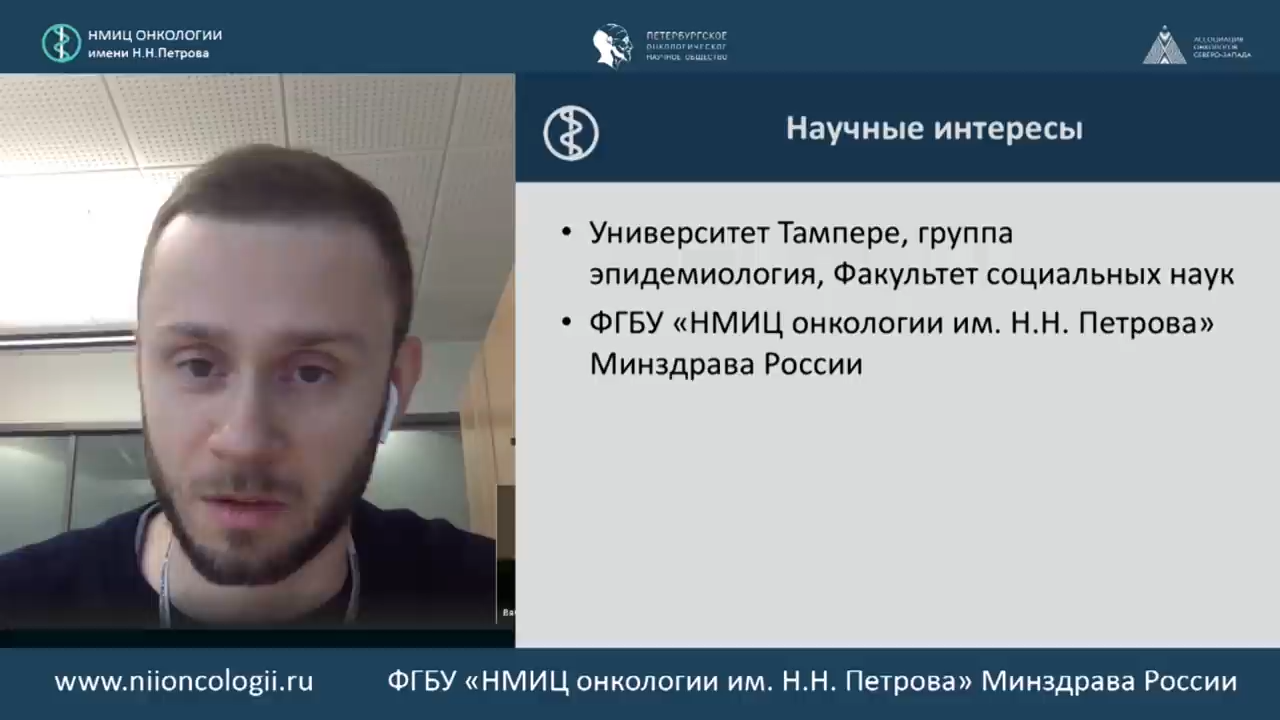 НМИЦ ОНКОЛОГИИ
имени Н.Н.Петрова
ПЕТЕРБУРГСКОЕ
ОНКОЛОГИЧЕСКОЕ
НАУЧНОЕ ОБЩЕСТВО
АССОЦИАЦИЯ
ОНКОЛОГОВ
СЕВЕРО-ЗАПАДА
Научные интересы
• Университет Тампере, группа
эпидемиология, Факультет социальных наук
• ФГБУ «НМИЦ онкологии им. Н.Н. Петрова»
Минздрава России
www.niioncologii.ru
ФГБУ «НМИЦ онкологии им. Н.Н. Петрова» Минздрава России